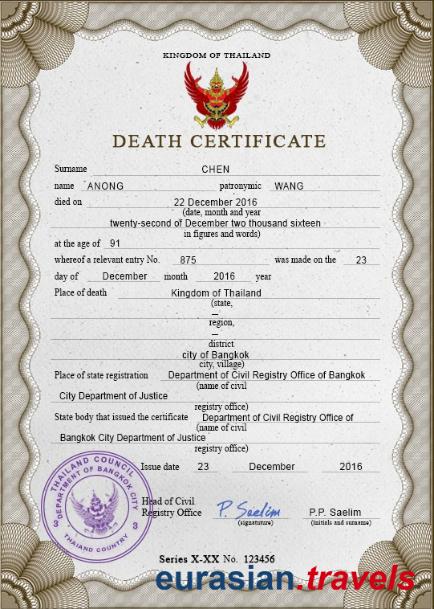 KINGDOM OF THAILAND
DEATH CERTIFICATE
Surname CHEN
name ANONG patronymic WANG
died on 22 December 2016
(date, month and year
twenty-second of December two thousand sixteen
in figures and words)
at the age of 91
whereof a relevant entry No. 875 was made on the 23
day of December month 2016 year
Place of death Kingdom of Thailand
(state,
–
region,
–
district
city of Bangkok
city, village)
Place of state registration Department of Civil Registry Office of Bangkok
(name of civil
City Department of Justice
registry office)
State body that issued the certificate Department of Civil Registry Office of
(name of civil
Bangkok City Department of Justice
registry office)
Issue date 23 December 2016
THAILAND COUNCIL
DEPARTMENT OF BANGKOK CITY
3 3
THAIAND COUNTRY
Head of Civil
Registry Office P. Saelim P.P. Saelim
(signature) (initials and surname)
Series X-XX No. 123456
eurasian.travels